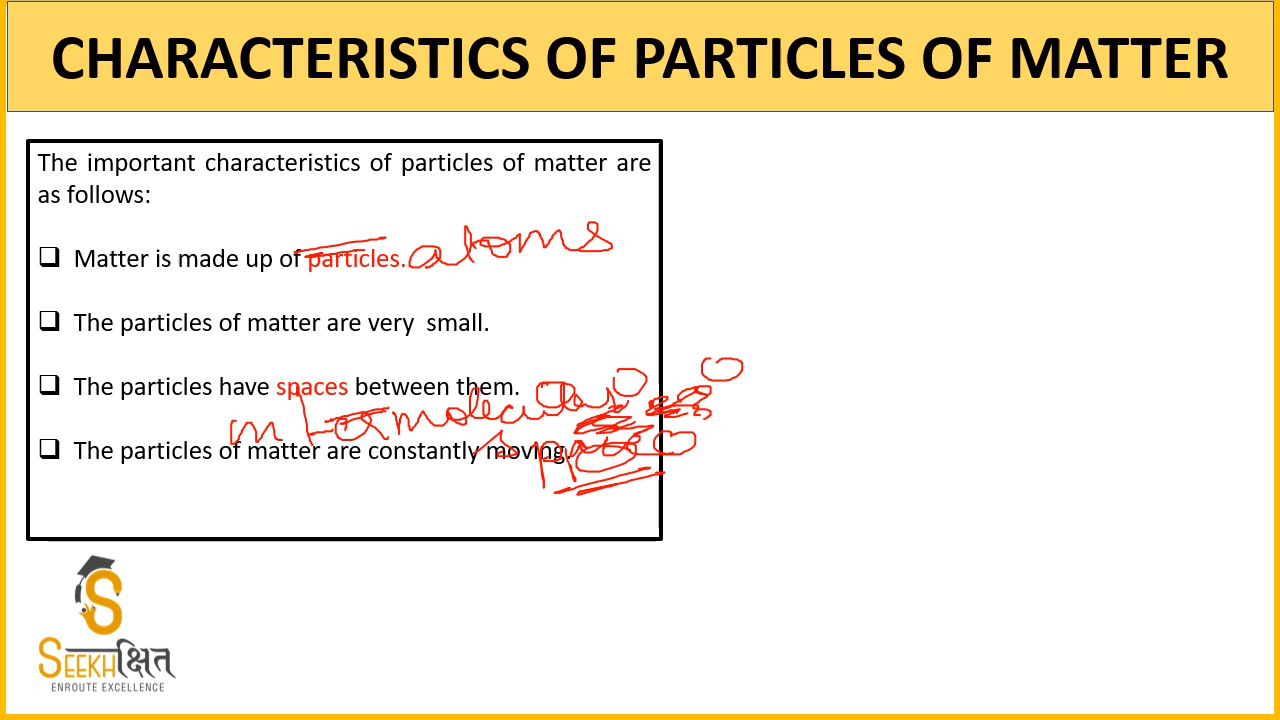 CHARACTERISTICS OF PARTICLES OF MATTER
The important characteristics of particles of matter are
as follows:
❑ Matter is made up of particles. atoms
❑ The particles of matter are very small.
❑ The particles have spaces between them.
intermolecular
❑ The particles of matter are constantly moving.
space
SEEKHक्षित
ENROUTE EXCELLENCE